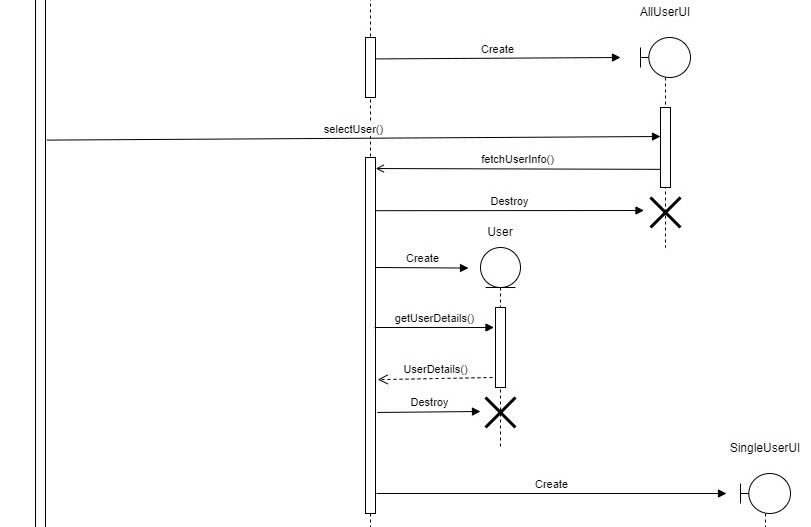 AllUserUI
Create
selectUser()
fetchUserInfo()
Destroy
User
Create
getUserDetails()
UserDetails()
Destroy
SingleUserUI
Create